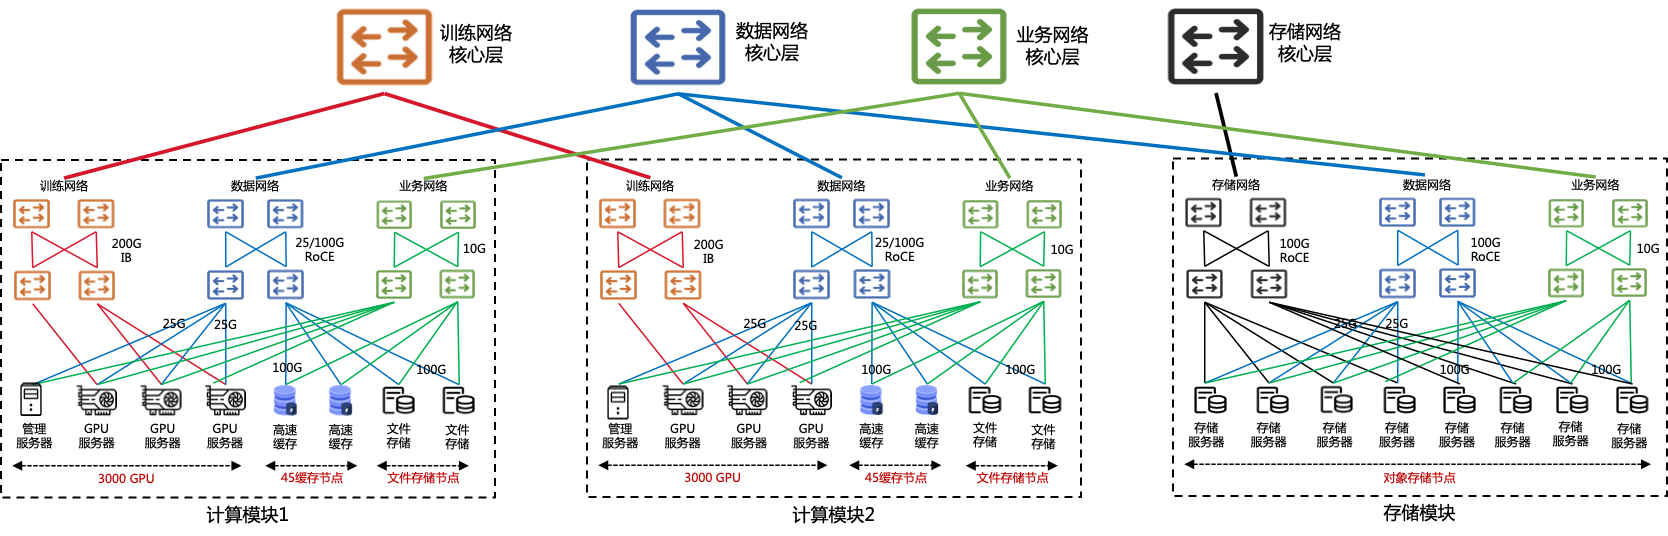 训练网络
核心层
数据网络
核心层
业务网络
核心层
存储网络
核心层
训练网络
数据网络
业务网络
200G
IB
25/100G
RoCE
10G
25G
25G
100G
100G
管理
服务器
GPU
服务器
GPU
服务器
GPU
服务器
高速
缓存
高速
缓存
文件
存储
文件
存储
3000 GPU
45缓存节点
文件存储节点
计算模块1
训练网络
数据网络
业务网络
200G
IB
25/100G
RoCE
10G
25G
25G
100G
100G
管理
服务器
GPU
服务器
GPU
服务器
GPU
服务器
高速
缓存
高速
缓存
文件
存储
文件
存储
3000 GPU
45缓存节点
文件存储节点
计算模块2
存储网络
数据网络
业务网络
100G
RoCE
100G
RoCE
10G
25G
25G
100G
100G
存储
服务器
存储
服务器
存储
服务器
存储
服务器
存储
服务器
存储
服务器
存储
服务器
存储
服务器
对象存储节点
存储模块